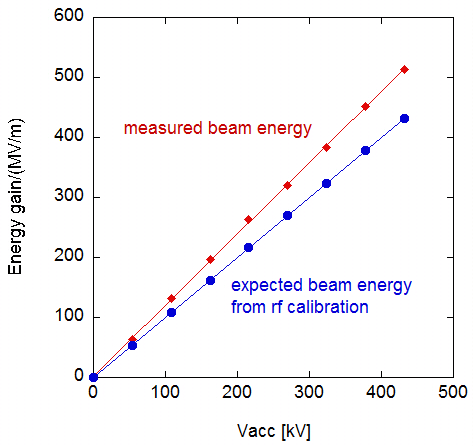 600
500
400
300
200
100
0
Energy gain/(MV/m)
measured beam energy
expected beam energy
from rf calibration
0 100 200 300 400 500
Vacc [kV]